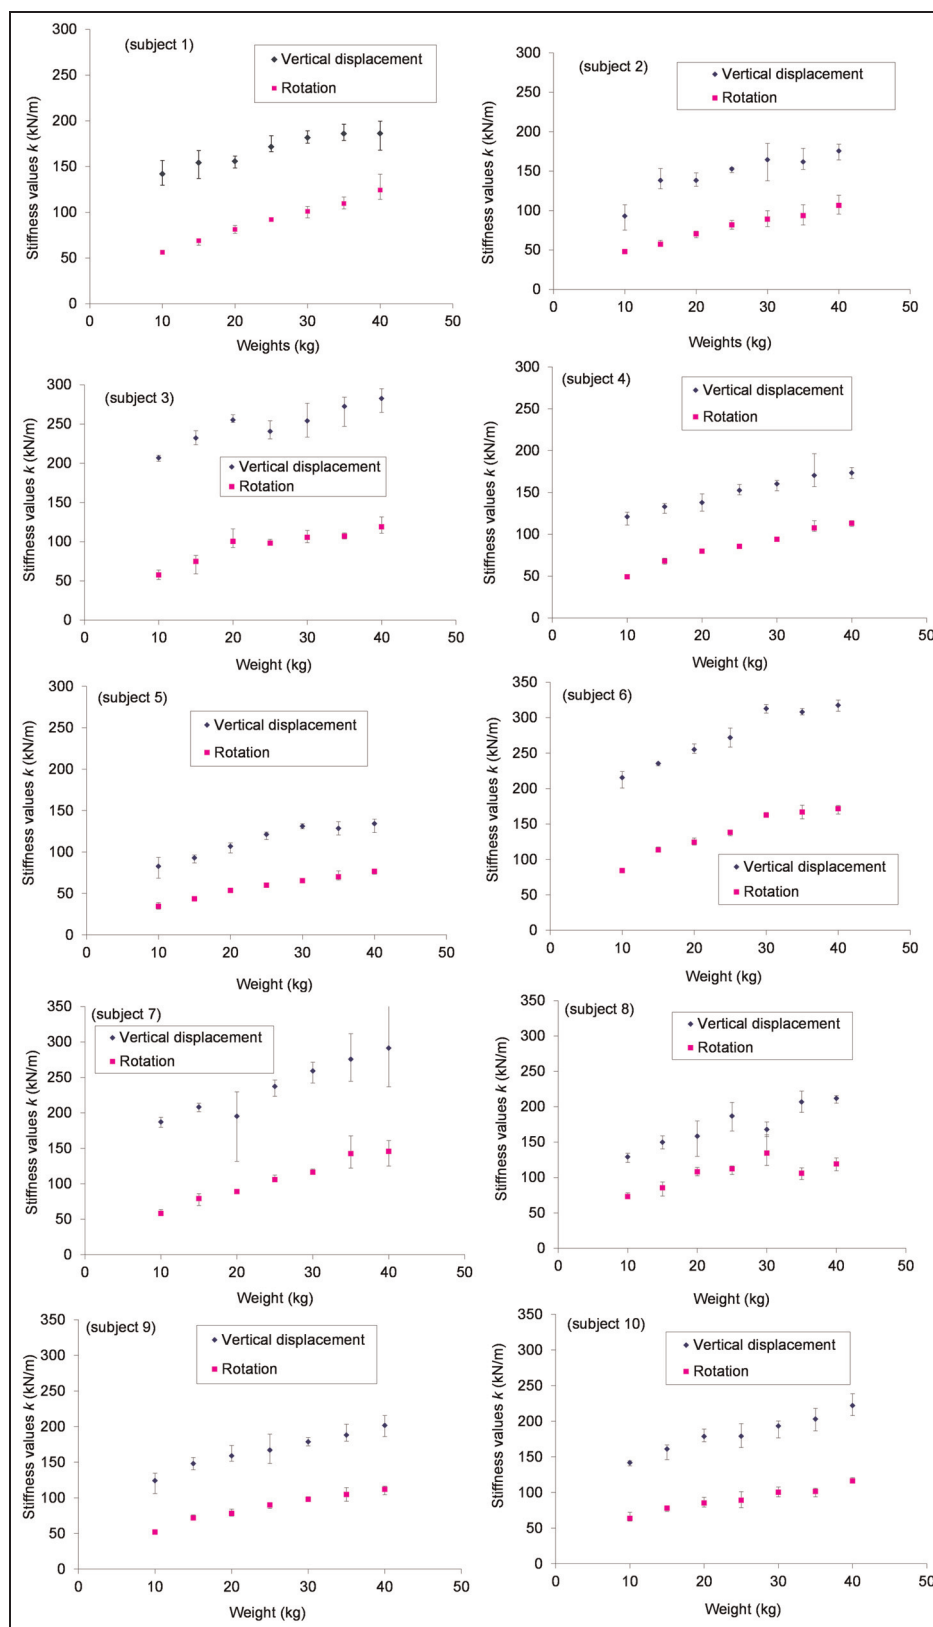 (subject 1)
Vertical displacement
Rotation
Stiffness values k (kN/m)
300
250
200
150
100
50
0
0 10 20 30 40 50
Weights (kg)
(subject 2)
Vertical displacement
Rotation
Stiffness values k (kN/m)
300
250
200
150
100
50
0
0 10 20 30 40 50
Weights (kg)
(subject 3)
Vertical displacement
Rotation
Stiffness values k (kN/m)
300
250
200
150
100
50
0
0 10 20 30 40 50
Weight (kg)
(subject 4)
Vertical displacement
Rotation
Stiffness values k (kN/m)
300
250
200
150
100
50
0
0 10 20 30 40 50
Weight (kg)
(subject 5)
Vertical displacement
Rotation
Stiffness values k (kN/m)
300
250
200
150
100
50
0
0 10 20 30 40 50
Weight (kg)
(subject 6)
Vertical displacement
Rotation
Stiffness values k (kN/m)
350
300
250
200
150
100
50
0
0 10 20 30 40 50
Weight (kg)
(subject 7)
Vertical displacement
Rotation
Stiffness values k (kN/m)
350
300
250
200
150
100
50
0
0 10 20 30 40 50
Weight (kg)
(subject 8)
Vertical displacement
Rotation
Stiffness values k (kN/m)
350
300
250
200
150
100
50
0
0 10 20 30 40 50
Weight (kg)
(subject 9)
Vertical displacement
Rotation
Stiffness values k (kN/m)
350
300
250
200
150
100
50
0
0 10 20 30 40 50
Weight (kg)
(subject 10)
Vertical displacement
Rotation
Stiffness values k (kN/m)
350
300
250
200
150
100
50
0
0 10 20 30 40 50
Weight (kg)